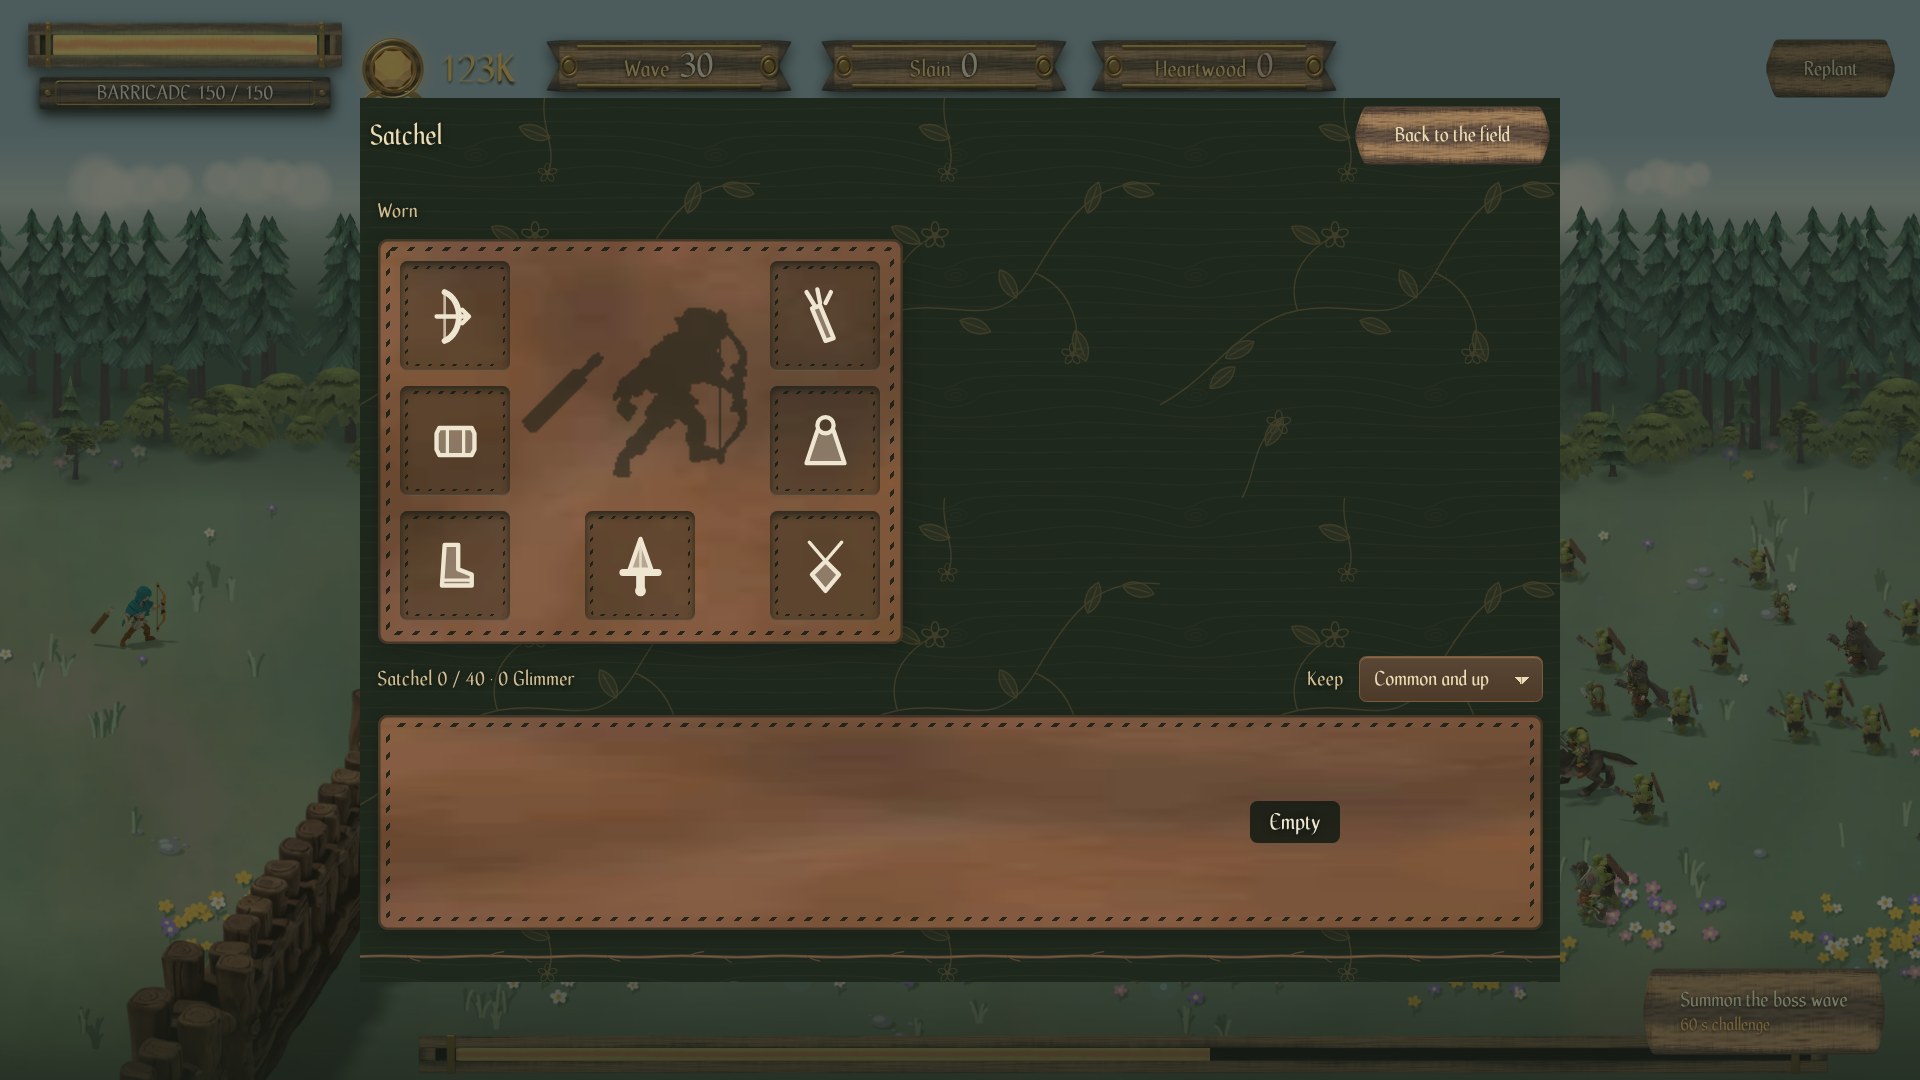 BARRICADE 150 / 150
123K
Wave 30
Slain 0
Heartwood 0
Replant
Satchel
Back to the field
Worn
Satchel 0 / 40 · 0 Glimmer
Keep
Common and up
Empty
Summon the boss wave
60 s challenge